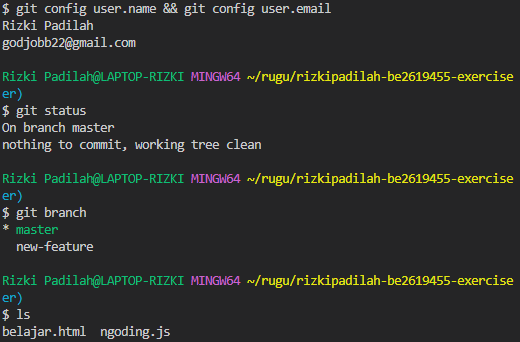 $ git config user.name && git config user.email
Rizki Padilah
godjobb22@gmail.com
Rizki Padilah@LAPTOP-RIZKI MINGW64 ~/rugu/rizkipadilah-be2619455-exercise
er)
$ git status
On branch master
nothing to commit, working tree clean
Rizki Padilah@LAPTOP-RIZKI MINGW64 ~/rugu/rizkipadilah-be2619455-exercise
er)
$ git branch
* master
new-feature
Rizki Padilah@LAPTOP-RIZKI MINGW64 ~/rugu/rizkipadilah-be2619455-exercise
er)
$ ls
belajar.html  ngoding.js